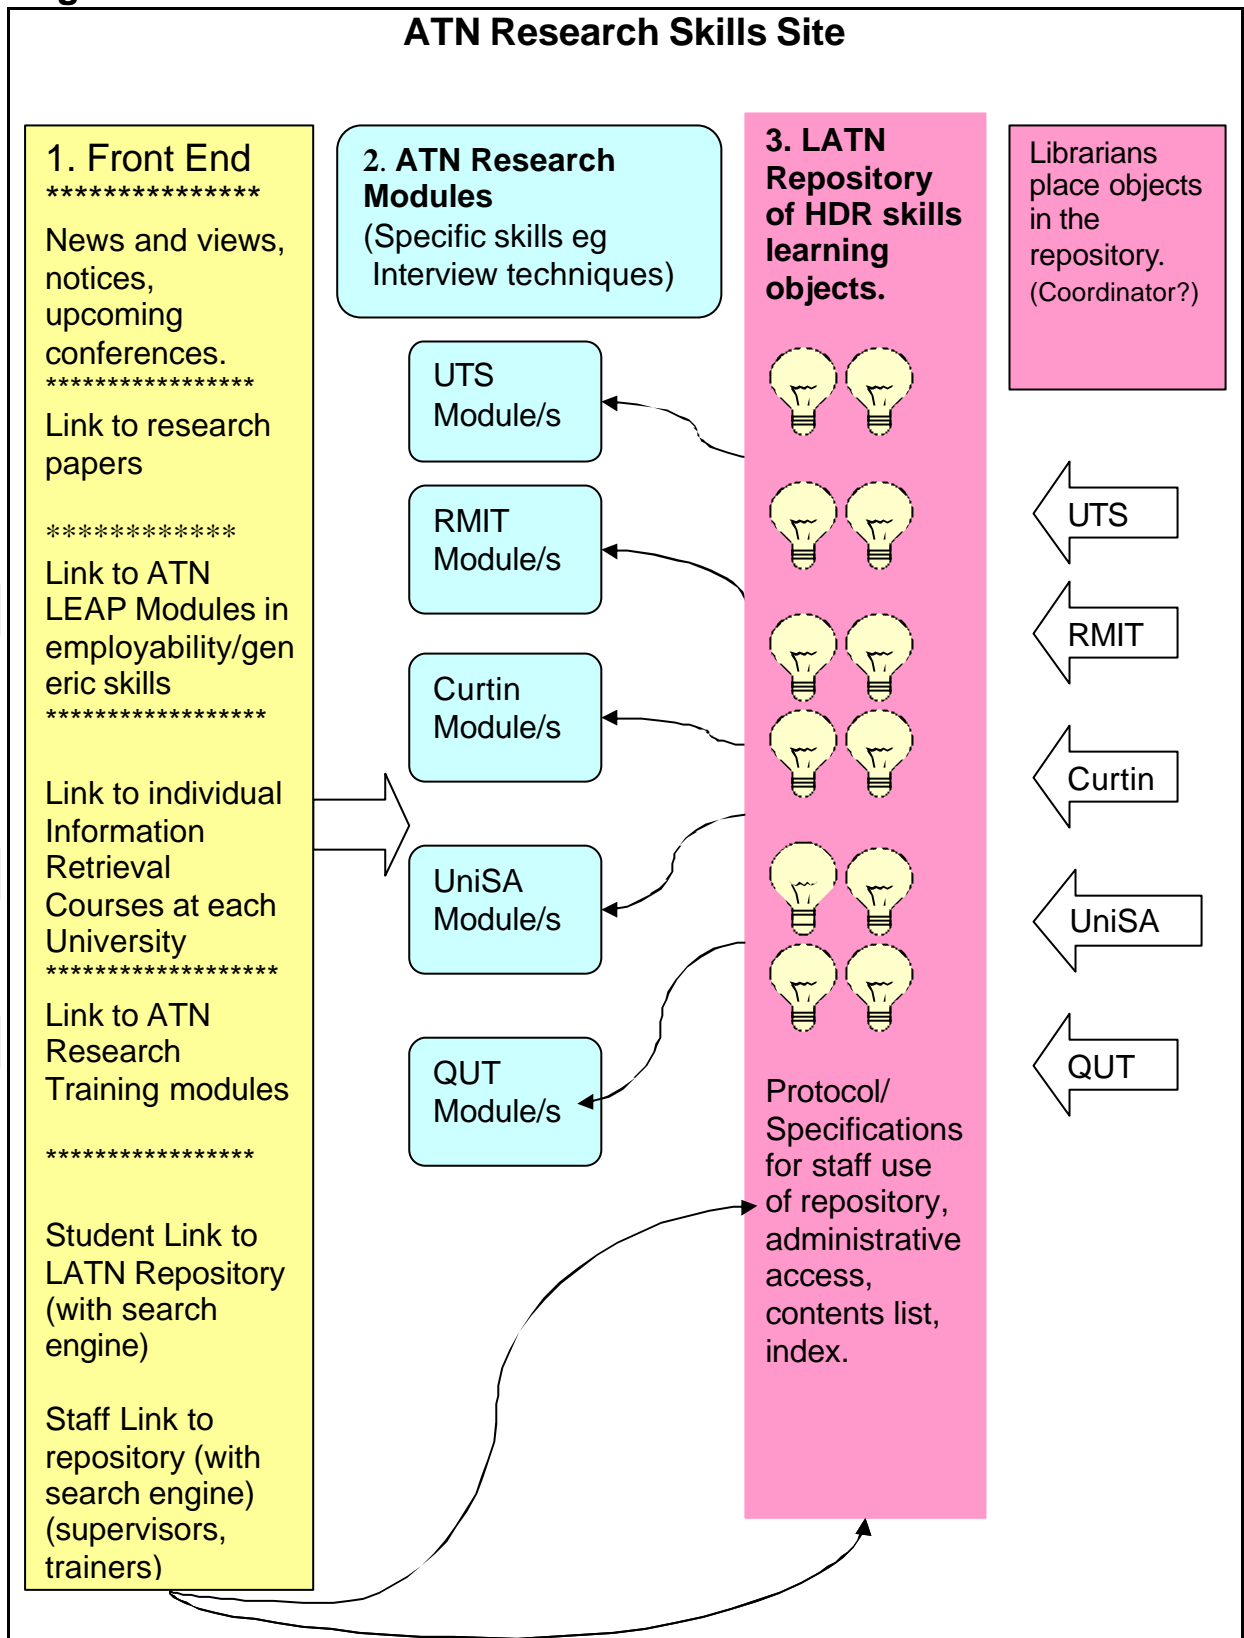 ATN Research Skills Site
1. Front End
***************
News and views,
notices,
upcoming
conferences.
*****************
Link to research
papers
************
Link to ATN
LEAP Modules in
employability/gen
eric skills
******************
Link to individual
Information
Retrieval
Courses at each
University
*******************
Link to ATN
Research
Training modules
*****************
Student Link to
LATN Repository
(with search
engine)
Staff Link to
repository (with
search engine)
(supervisors,
trainers)
2. ATN Research
Modules
(Specific skills eg
Interview techniques)
UTS
Module/s
RMIT
Module/s
Curtin
Module/s
UniSA
Module/s
QUT
Module/s
3. LATN
Repository
of HDR skills
learning
objects.
Protocol/
Specifications
for staff use
of repository,
administrative
access,
contents list,
index.
Librarians
place objects
in the
repository.
(Coordinator?)
UTS
RMIT
Curtin
UniSA
QUT